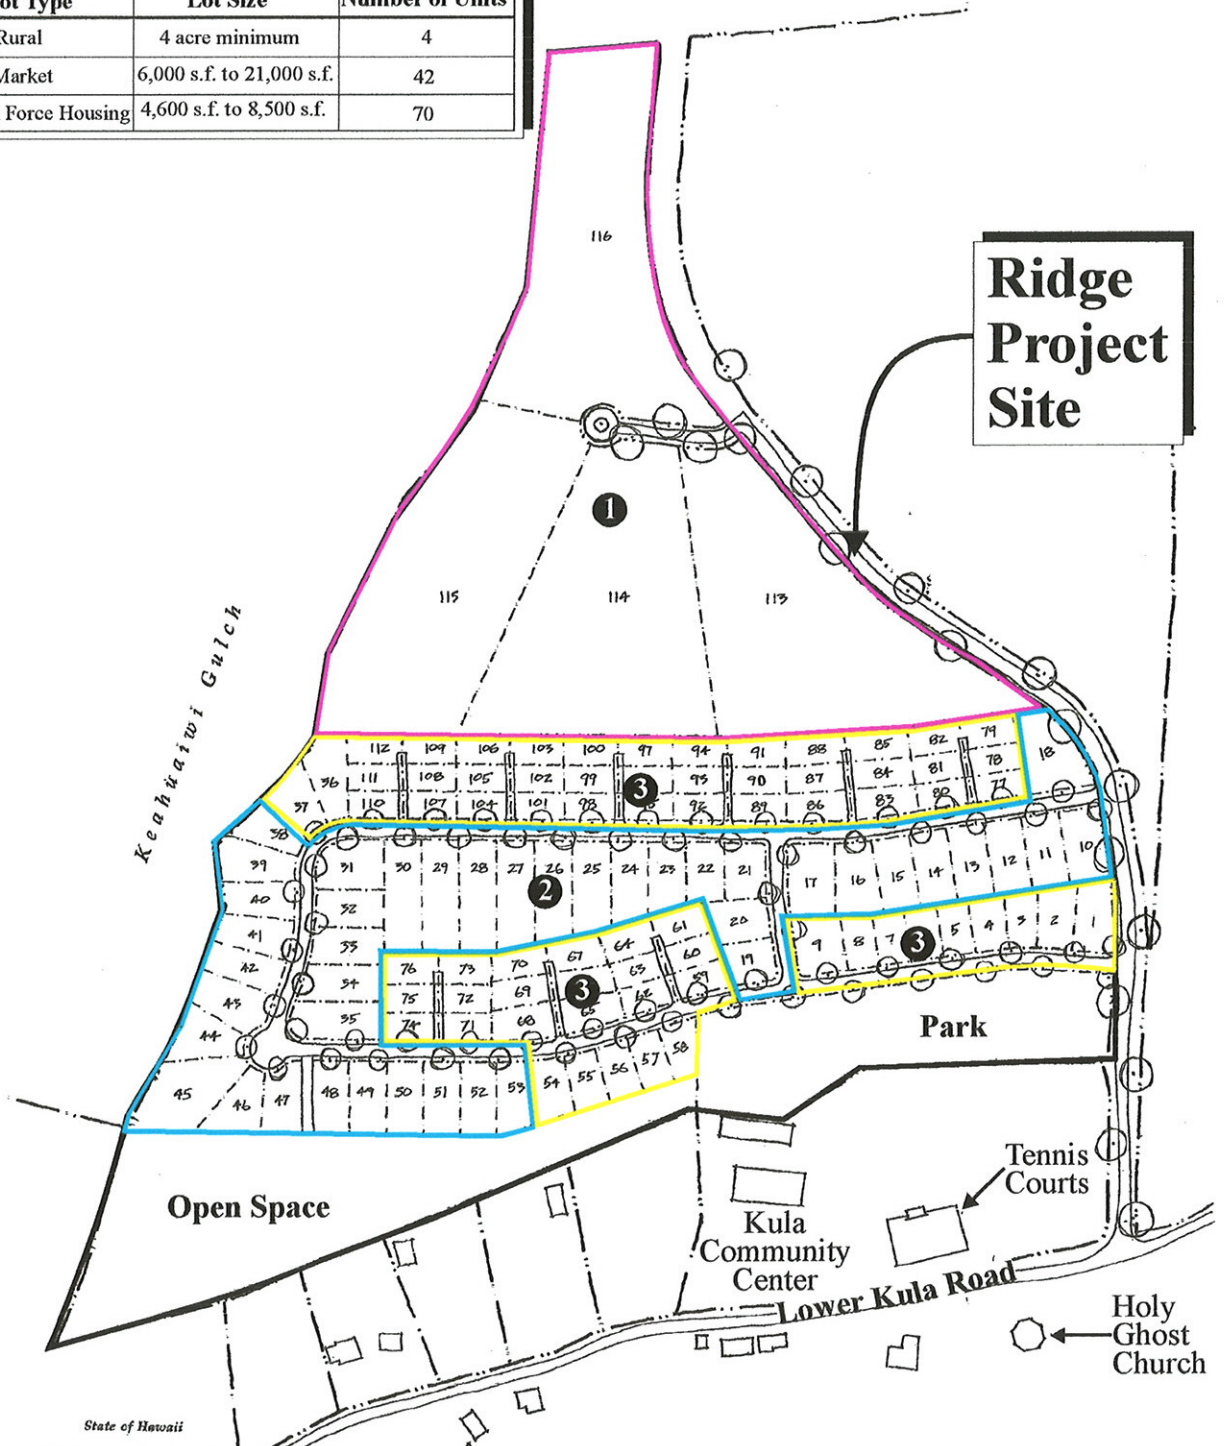 ot Type Lot Size Number of Units
Rural 4 acre minimum 4
Market 6,000 s.f. to 21,000 s.f. 42
Force Housing 4,600 s.f. to 8,500 s.f. 70
116
Ridge
Project
Site
1
115 114 113
Keahuaiwi Gulch
112 109 106 103 100 97 94 91 88 85 82 79
18
36 111 108 105 102 99 3 93 90 87 84 81 78
37 110 107 104 101 98 92 89 86 83 80 77
38
39 31 30 29 28 27 26 25 24 23 22 21 17 16 15 14 13 12 11 10
2
40 32
41 33 20 9 8 7 3 5 4 3 2 1
42 76 73 70 67 64 61 60 19
43 34 75 72 69 3 63 59
44 35 74 71 68 65 62
45 46 47 48 49 50 51 52 53 54 55 56 57 58
Park
Open Space
Tennis
Courts
Kula
Community
Center
Lower Kula Road
Holy
Ghost
Church
State of Hawaii